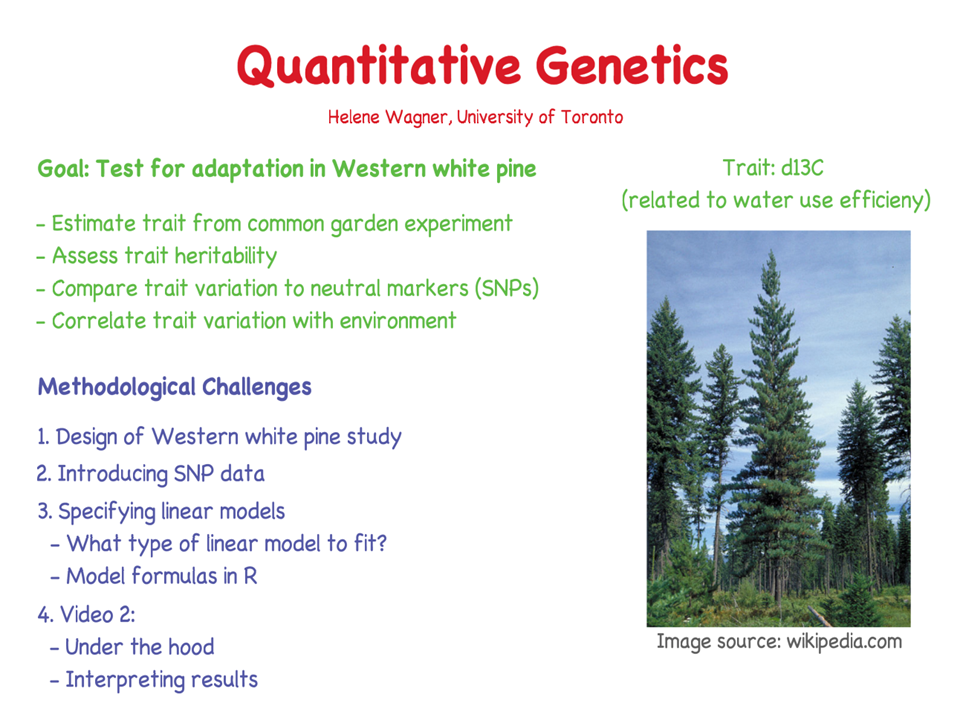 Quantitative Genetics
Helene Wagner, University of Toronto
Goal: Test for adaptation in Western white pine
- Estimate trait from common garden experiment
- Assess trait heritability
- Compare trait variation to neutral markers (SNPs)
- Correlate trait variation with environment
Methodological Challenges
1. Design of Western white pine study
2. Introducing SNP data
3. Specifying linear models
- What type of linear model to fit?
- Model formulas in R
4. Video 2:
- Under the hood
- Interpreting results
Trait: d13C
(related to water use efficieny)
Image source: wikipedia.com